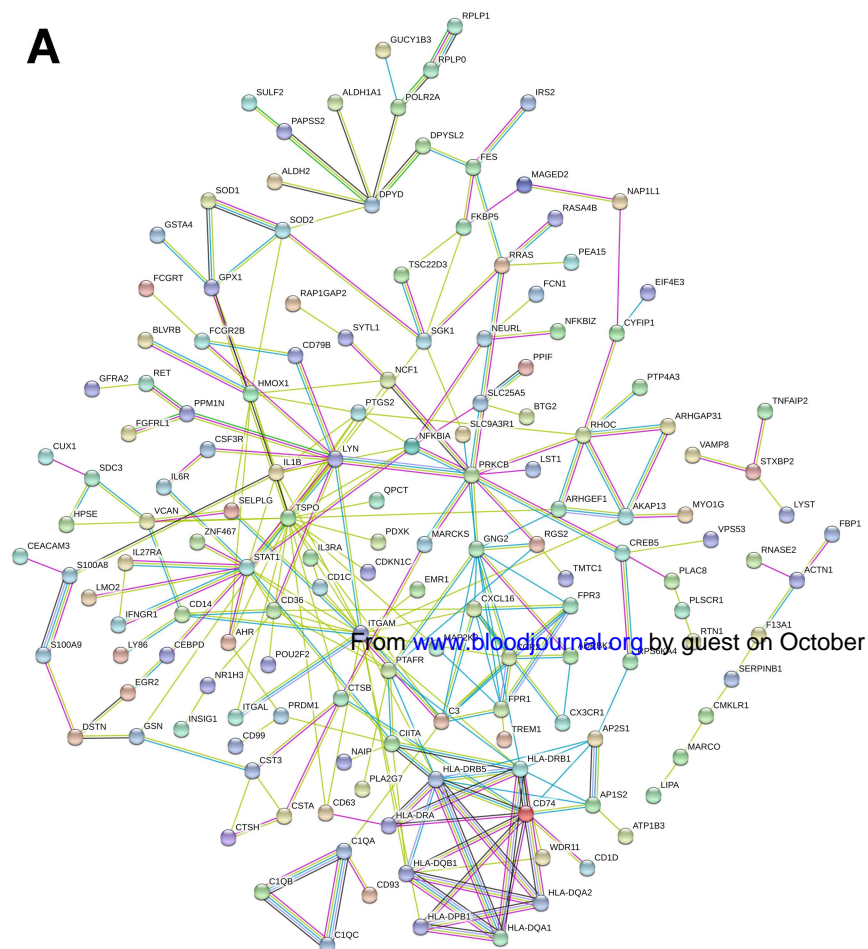 A
RPLP1
GUCY1B3
RPLP0
SULF2
ALDH1A1
POLR2A
IRS2
PAPSS2
DPYSL2
FES
ALDH2
MAGED2
NAP1L1
SOD1
DPYD
SOD2
FKBP5
RASA4B
GSTA4
RRAS
PEA15
TSC22D3
FCGRT
GPX1
RAP1GAP2
FCN1
EIF4E3
BLVRB
FCGR2B
SYTL1
SGK1
NEURL
NFKBIZ
CYFIP1
CD79B
GFRA2
RET
HMOX1
NCF1
PPIF
PTP4A3
PPM1N
PTGS2
SLC25A5
BTG2
TNFAIP2
FGFRL1
SLC9A3R1
RHOC
ARHGAP31
CUX1
CSF3R
LYN
NFKBIA
VAMP8
STXBP2
SDC3
IL6R
IL1B
PRKCB
LST1
HPSE
VCAN
SELPLG
TSPO
QPCT
ARHGEF1
AKAP13
MYO1G
LYST
ZNF467
PDXK
MARCKS
GNG2
RGS2
CREB5
VPS53
FBP1
CEACAM3
S100A8
IL27RA
STAT1
IL3RA
CDKN1C
TMTC1
RNASE2
ACTN1
LMO2
CD1C
EMR1
PLAC8
IFNGR1
CD14
CD36
CXCL16
FPR3
PLSCR1
S100A9
LY86
CEBPD
AHR
ITGAM
F13A1
RTN1
From www.bloodjournal.org by guest on October
POU2F2
PTAFR
RPS6KA4
SERPINB1
EGR2
NR1H3
CTSB
FPR1
CX3CR1
CMKLR1
DSTN
GSN
INSIG1
ITGAL
PRDM1
C3
TREM1
AP2S1
CD99
CIITA
MARCO
CST3
NAIP
HLA-DRB5
HLA-DRB1
LIPA
PLA2G7
AP1S2
CSTA
CD63
HLA-DRA
CD74
ATP1B3
CTSH
C1QA
WDR11
CD1D
C1QB
CD93
HLA-DQB1
HLA-DQA2
HLA-DPB1
HLA-DQA1
C1QC